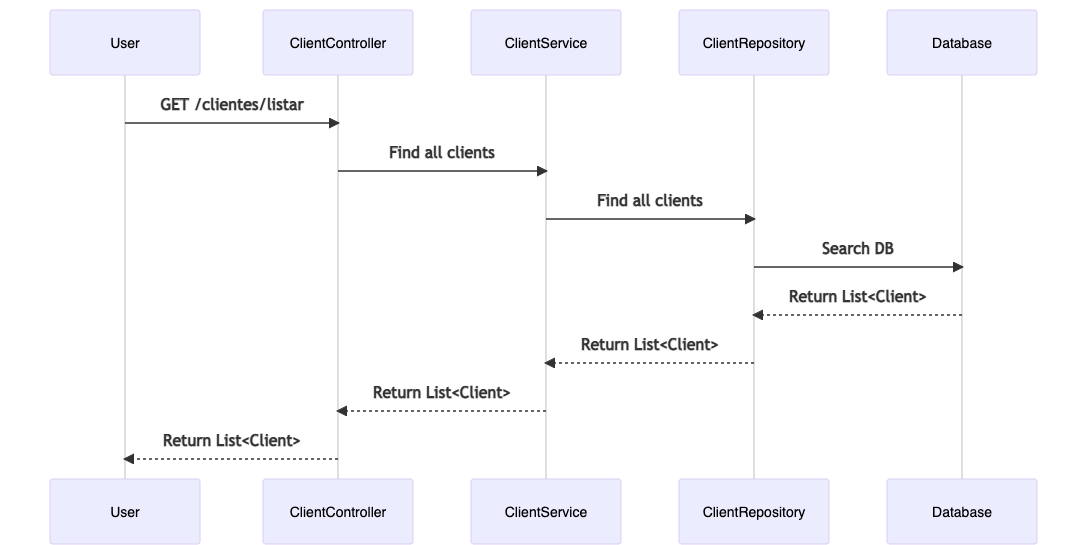 User
ClientController
ClientService
ClientRepository
Database
GET /clientes/listar
Find all clients
Find all clients
Search DB
Return List<Client>
Return List<Client>
Return List<Client>
Return List<Client>
User
ClientController
ClientService
ClientRepository
Database